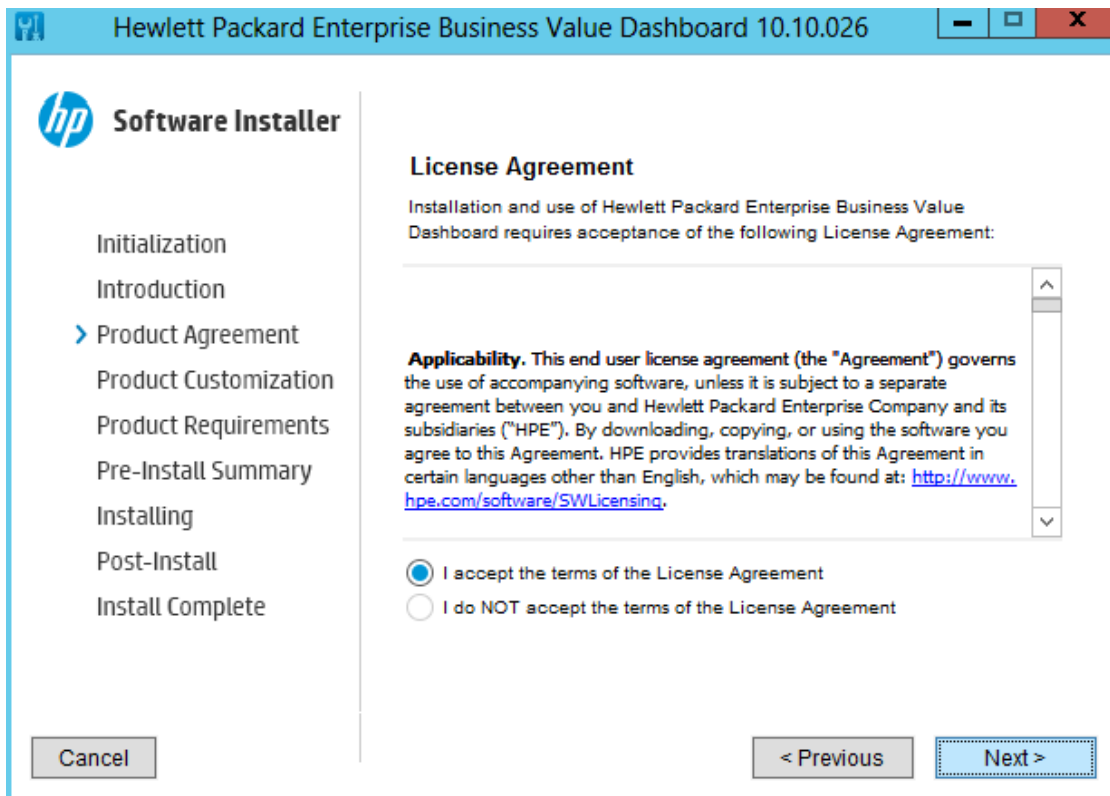 Hewlett Packard Enterprise Business Value Dashboard 10.10.026
hp
Software Installer
Initialization
Introduction
Product Agreement
Product Customization
Product Requirements
Pre-Install Summary
Installing
Post-Install
Install Complete
License Agreement
Installation and use of Hewlett Packard Enterprise Business Value
Dashboard requires acceptance of the following License Agreement:
Applicability. This end user license agreement (the "Agreement") governs
the use of accompanying software, unless it is subject to a separate
agreement between you and Hewlett Packard Enterprise Company and its
subsidiaries (“HPE”). By downloading, copying, or using the software you
agree to this Agreement. HPE provides translations of this Agreement in
certain languages other than English, which may be found at: http://www.
hpe.com/software/SWLicensing.
I accept the terms of the License Agreement
I do NOT accept the terms of the License Agreement
Cancel
< Previous
Next >